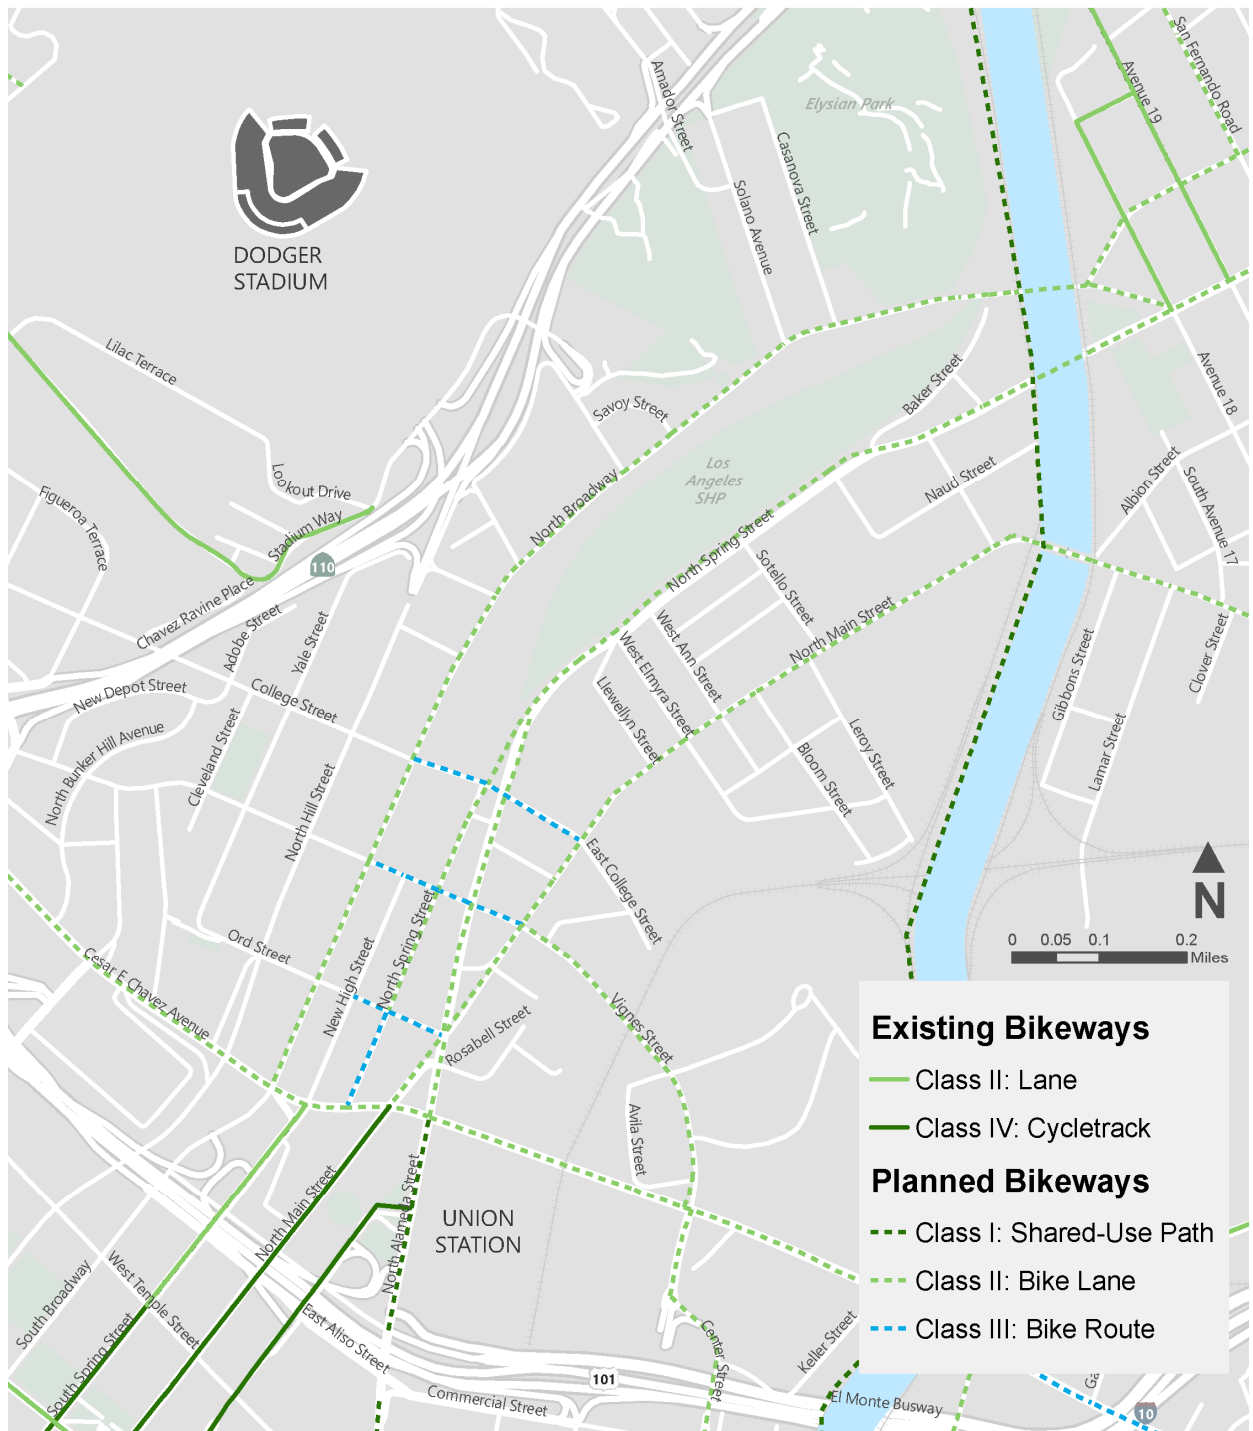 San Fernando Road
Avenue 19
Amador Street
Elysian Park
Casanova Street
Solano Avenue
DODGER
STADIUM
Lilac Terrace
Baker Street
Avenue 18
Savoy Street
Los
Angeles
SHP
Lookout Drive
Naud Street
Albion Street
South Avenue 17
Figueroa Terrace
Stadium Way
North Broadway
North Spring Street
110
Chavez Ravine Place
Adobe Street
Yale Street
Sotello Street
North Main Street
West Ann Street
West Elmyra Street
Llewellyn Street
Gibbons Street
Clover Street
New Depot Street
College Street
North Bunker Hill Avenue
Cleveland Street
North Hill Street
Leroy Street
Bloom Street
Lamar Street
East College Street
N
0 0.05 0.1 0.2
Miles
Ord Street
Cesar E Chavez Avenue
New High Street
North Spring Street
Rosabell Street
Vignes Street
Avila Street
UNION
STATION
North Main Street
North Alameda Street
South Broadway
West Temple Street
South Spring Street
East Aliso Street
Commercial Street
101
Center Street
Keller Street
El Monte Busway
Ga
10
Existing Bikeways
Class II: Lane
Class IV: Cycletrack
Planned Bikeways
Class I: Shared-Use Path
Class II: Bike Lane
Class III: Bike Route